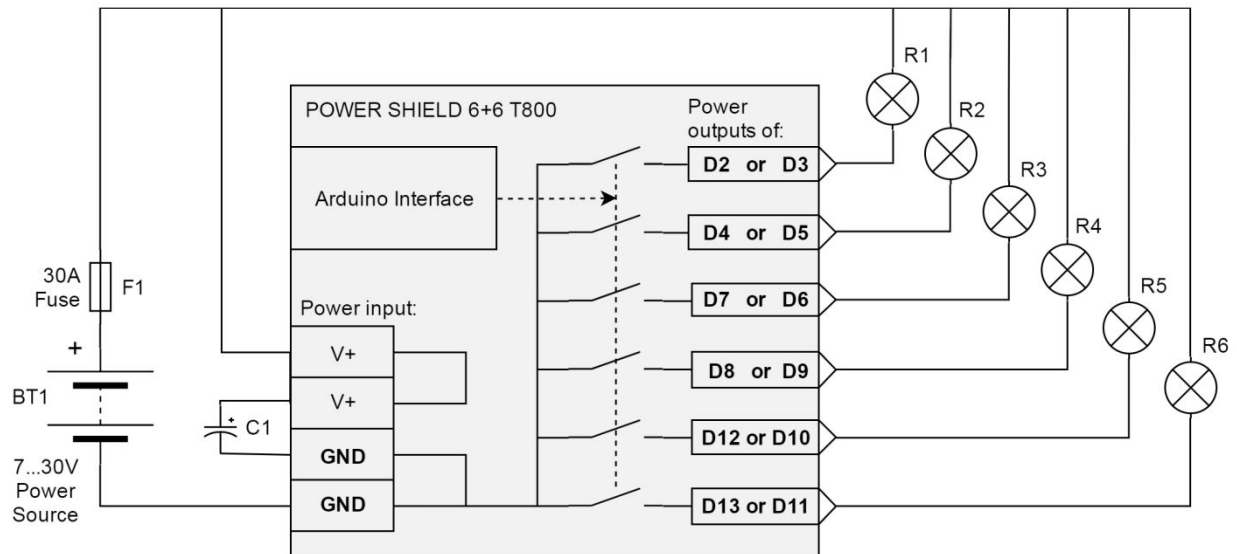 R1
POWER SHIELD 6+6 T800
Power
outputs of:
R2
D2 or D3
R3
Arduino Interface
D4 or D5
R4
30A
Fuse
F1
D7 or D6
R5
Power input:
+
V+
R6
D8 or D9
BT1
V+
+
C1
D12 or D10
GND
7...30V
Power
Source
GND
D13 or D11